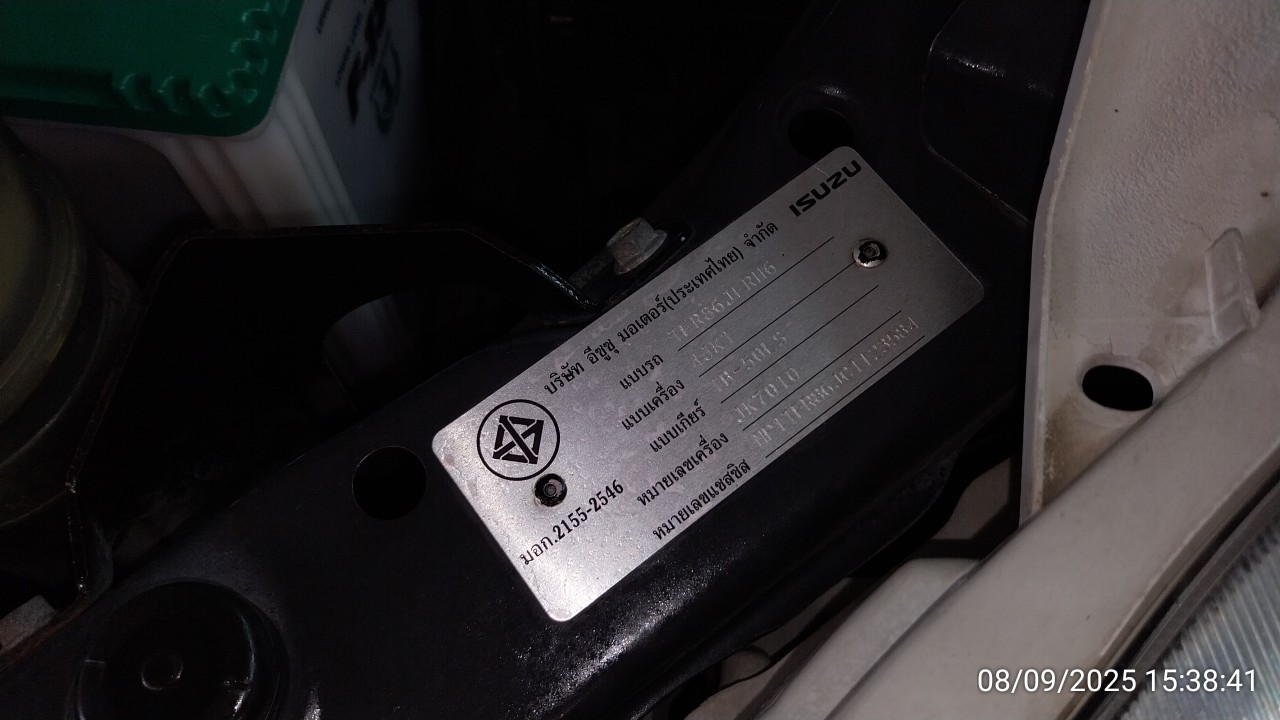 ISUZU
บริษัท อีซูซุ มอเตอร์(ประเทศไทย) จำกัด
แบบรถ TFR86JFRH6
แบบเครื่อง 4JK1
แบบเกียร์
หมายเลขเครื่อง JK7010
หมายเลขแชสซิส
มอก.2155-2546
08/09/2025 15:38:41